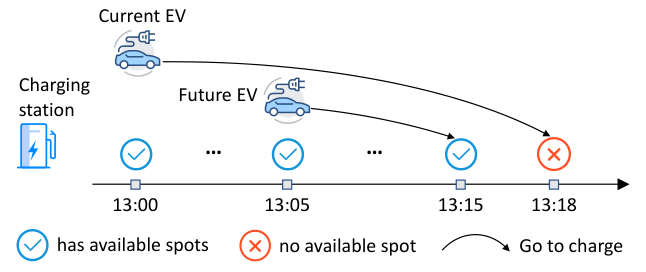 Current EV
Future EV
Charging
station
... ...
13:00 13:05 13:15 13:18
has available spots no available spot Go to charge